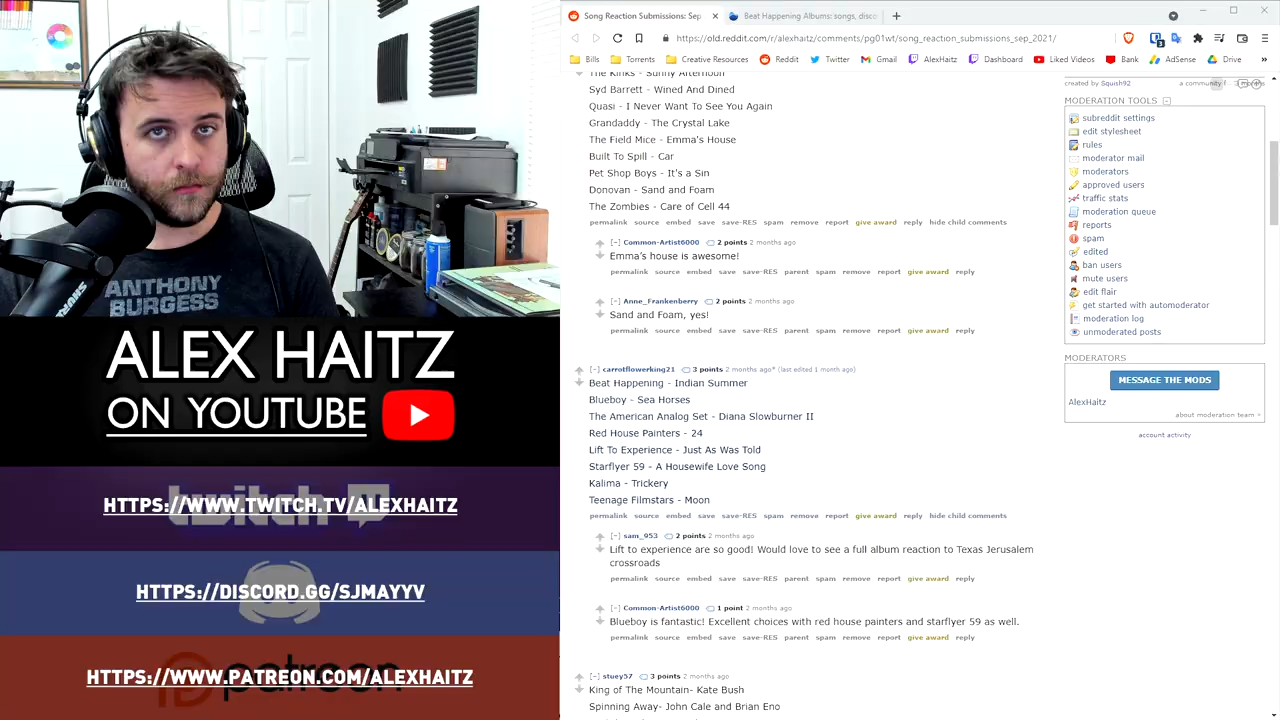 ANTHONY
BURGESS
ALEX HAITZ
ON YOUTUBE
HTTPS://WWW.TWITCH.TV/ALEXHAITZ
HTTPS://DISCORD.GG/SJMAYYV
HTTPS://WWW.PATREON.COM/ALEXHAITZ
Song Reaction Submissions: Sep
Beat Happening Albums: songs, disco
https://old.reddit.com/r/alexhaitz/comments/pg01wt/song_reaction_submissions_sep_2021/
Bills Torrents Creative Resources Reddit Twitter Gmail AlexHaitz Dashboard Liked Videos Bank AdSense Drive »
The Kinks - Sunny Afternoon
Syd Barrett - Wined And Dined
Quasi - I Never Want To See You Again
Grandaddy - The Crystal Lake
The Field Mice - Emma's House
Built To Spill - Car
Pet Shop Boys - It's a Sin
Donovan - Sand and Foam
The Zombies - Care of Cell 44
permalink source embed save save-RES spam remove report give award reply hide child comments
[–] Common-Artist6000 2 points 2 months ago
Emma's house is awesome!
permalink source embed save save-RES parent spam remove report give award reply
[–] Anne_Frankenberry 2 points 2 months ago
Sand and Foam, yes!
permalink source embed save save-RES parent spam remove report give award reply
[–] carrotflowerking21 3 points 2 months ago* (last edited 1 month ago)
Beat Happening - Indian Summer
Blueboy - Sea Horses
The American Analog Set - Diana Slowburner II
Red House Painters - 24
Lift To Experience - Just As Was Told
Starflyer 59 - A Housewife Love Song
Kalima - Trickery
Teenage Filmstars - Moon
permalink source embed save save-RES spam remove report give award reply hide child comments
[–] sam_953 2 points 2 months ago
Lift to experience are so good! Would love to see a full album reaction to Texas Jerusalem
crossroads
permalink source embed save save-RES parent spam remove report give award reply
[–] Common-Artist6000 1 point 2 months ago
Blueboy is fantastic! Excellent choices with red house painters and starflyer 59 as well.
permalink source embed save save-RES parent spam remove report give award reply
[–] stuey57 3 points 2 months ago
King of The Mountain- Kate Bush
Spinning Away- John Cale and Brian Eno
created by Squish92 a community f
MODERATION TOOLS
subreddit settings
edit stylesheet
rules
moderator mail
moderators
approved users
traffic stats
moderation queue
reports
spam
edited
ban users
mute users
edit flair
get started with automoderator
moderation log
unmoderated posts
MODERATORS
MESSAGE THE MODS
AlexHaitz
about moderation team »
account activity